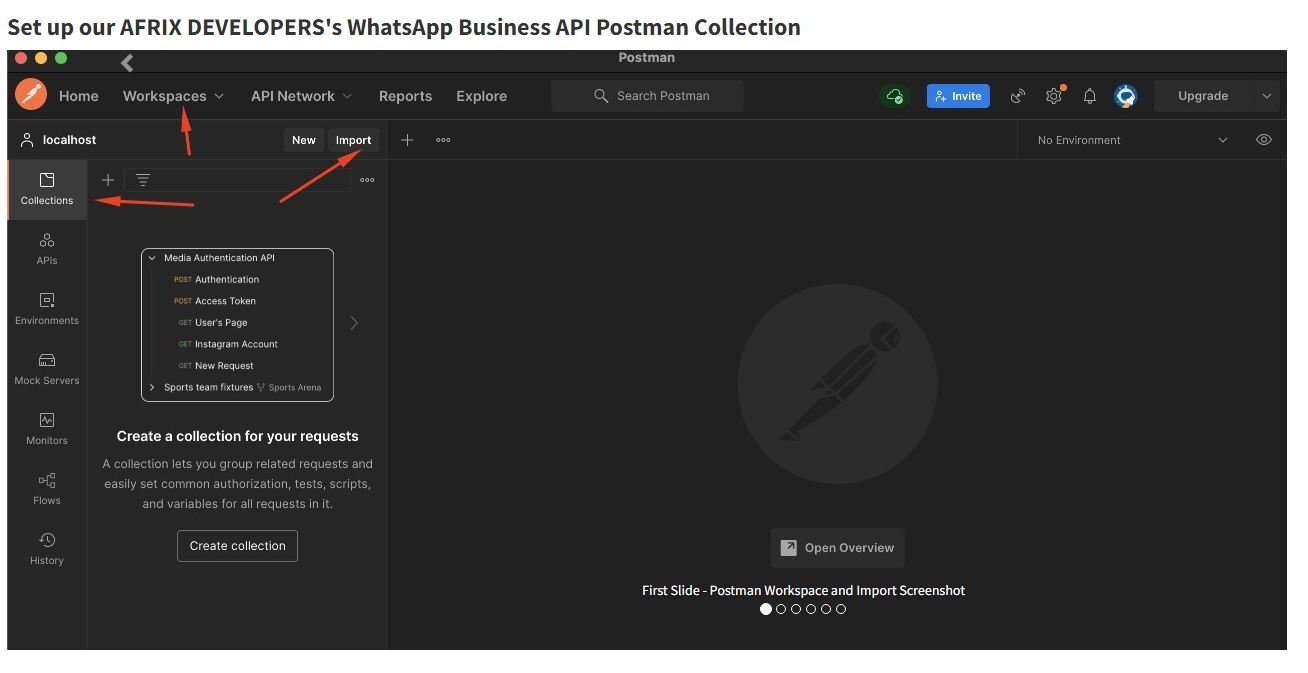 Set up our AFRIX DEVELOPERS's WhatsApp Business API Postman Collection
Postman
Home Workspaces API Network Reports Explore Search Postman Invite Upgrade
localhost New Import No Environment
Collections
APIs
Environments
Mock Servers
Monitors
Flows
History
Media Authentication API
POST Authentication
POST Access Token
GET User's Page
GET Instagram Account
GET New Request
Sports team fixtures Sports Arena
Create a collection for your requests
A collection lets you group related requests and
easily set common authorization, tests, scripts,
and variables for all requests in it.
Create collection
Open Overview
First Slide - Postman Workspace and Import Screenshot